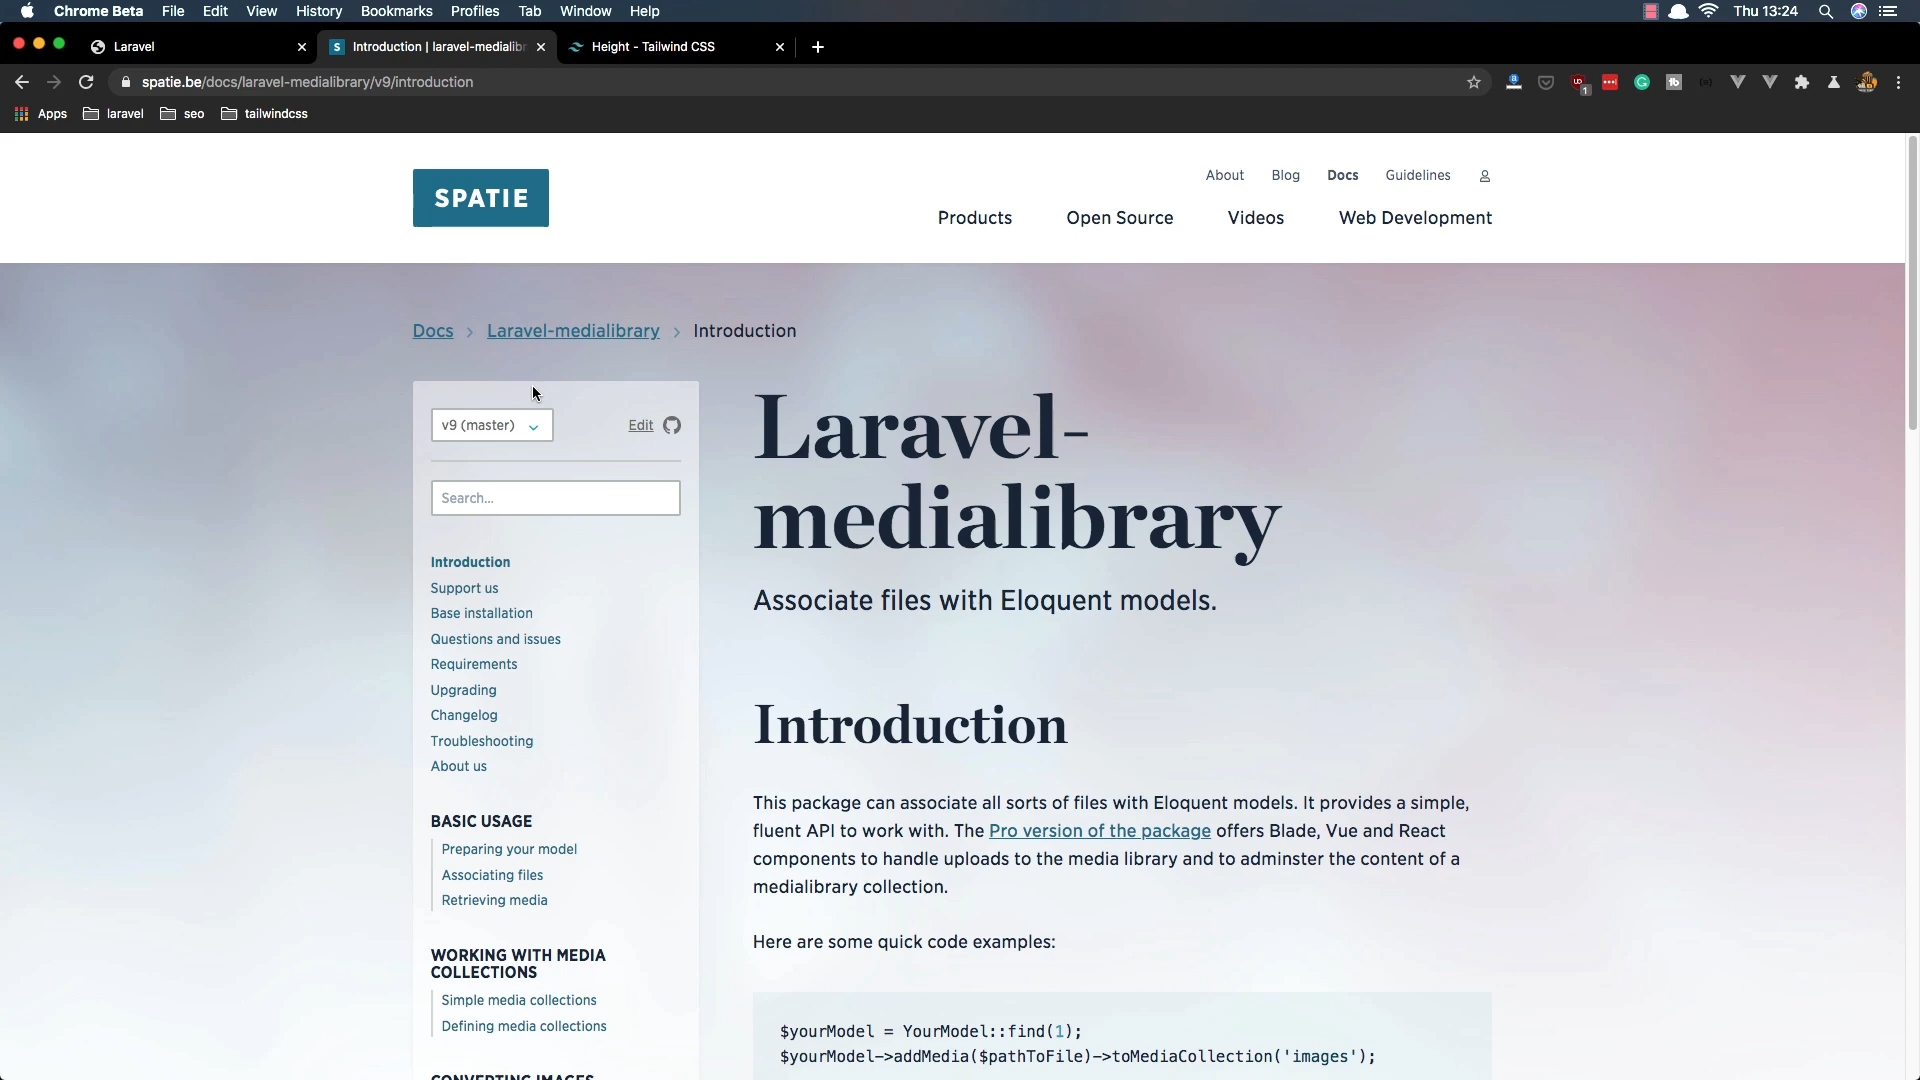 Chrome Beta File Edit View History Bookmarks Profiles Tab Window Help Thu 13:24
Laravel
S Introduction | laravel-medialibr
Height - Tailwind CSS
spatie.be/docs/laravel-medialibrary/v9/introduction
Apps laravel seo tailwindcss
SPATIE
About Blog Docs Guidelines
Products Open Source Videos Web Development
Docs > Laravel-medialibrary > Introduction
v9 (master)
Edit
Search...
Introduction
Support us
Base installation
Questions and issues
Requirements
Upgrading
Changelog
Troubleshooting
About us
BASIC USAGE
Preparing your model
Associating files
Retrieving media
WORKING WITH MEDIA
COLLECTIONS
Simple media collections
Defining media collections
CONVERTING IMAGES
Laravel-
medialibrary
Associate files with Eloquent models.
Introduction
This package can associate all sorts of files with Eloquent models. It provides a simple,
fluent API to work with. The Pro version of the package offers Blade, Vue and React
components to handle uploads to the media library and to adminster the content of a
medialibrary collection.
Here are some quick code examples:
$yourModel = YourModel::find(1);
$yourModel->addMedia($pathToFile)->toMediaCollection('images');